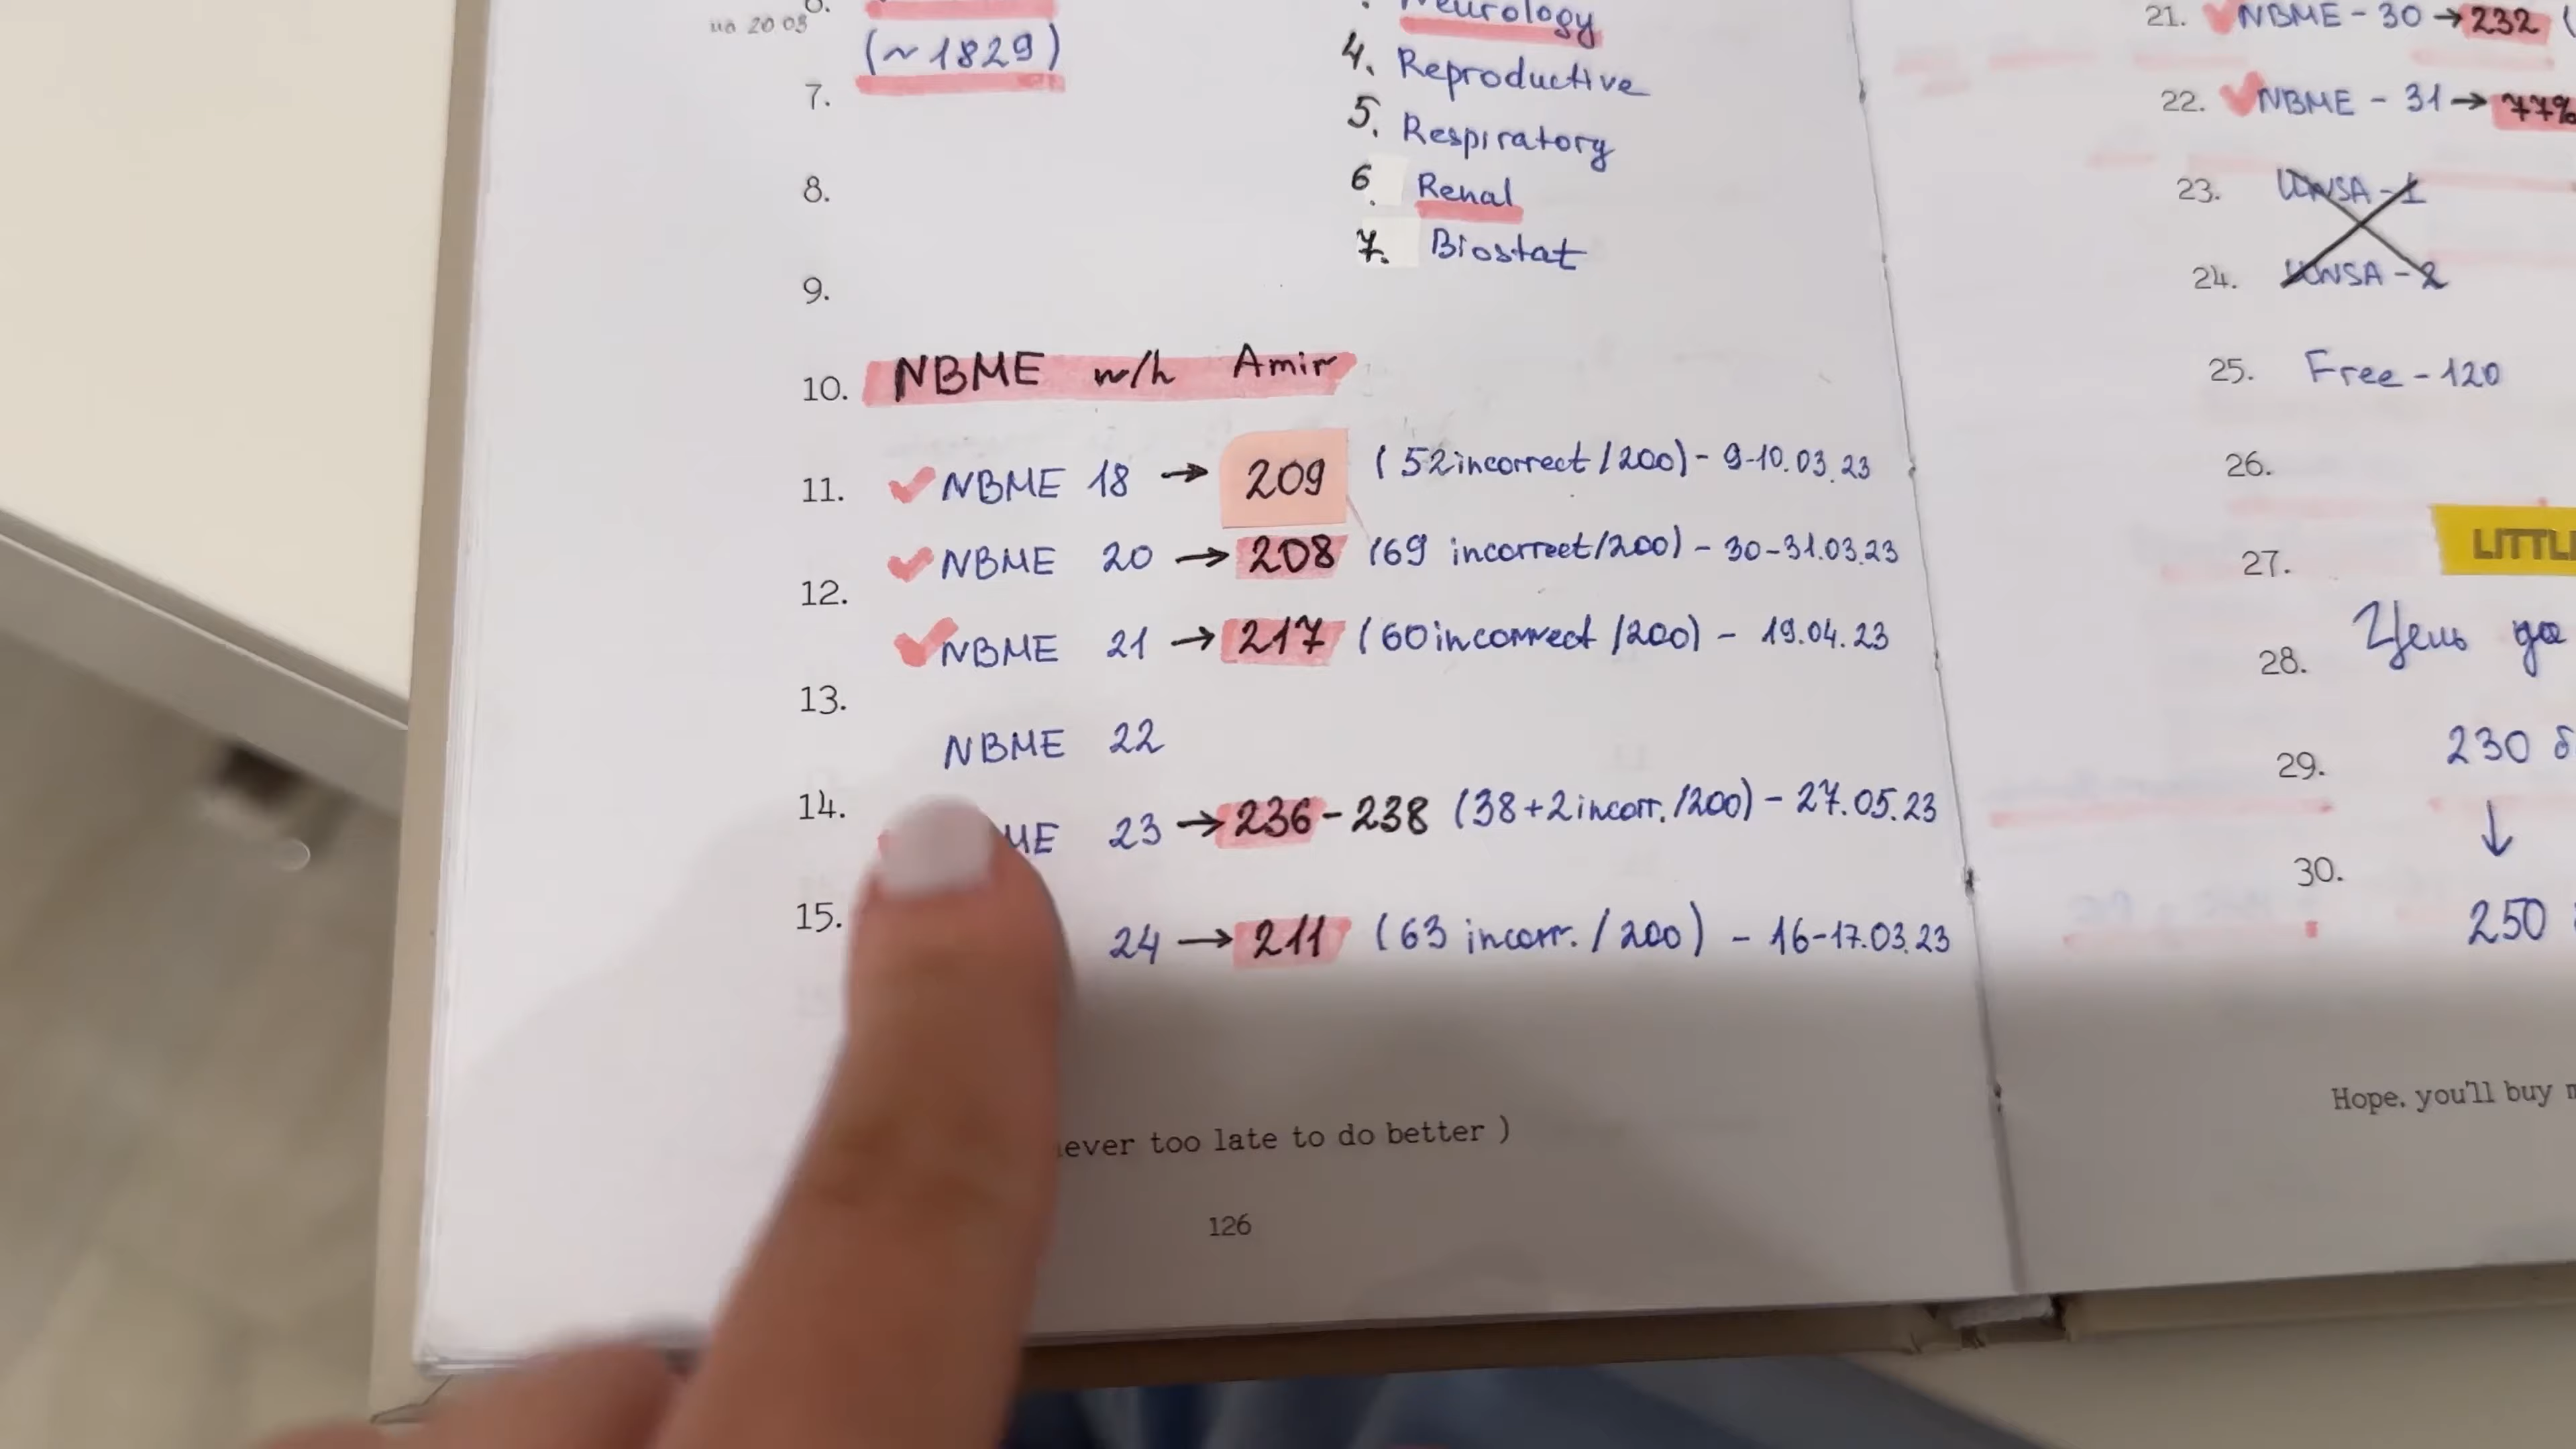 на 20 03
6.
(~1829)
7.
8.
9.
Neurology
4. Reproductive
5. Respiratory
6. Renal
7. Biostat
10. NBME w/h Amir
11. NBME 18 → 209 (52 incorrect/200) - 9-10.03.23
NBME 20 → 208 (69 incorrect/200) - 30-31.03.23
12.
NBME 21 → 217 (60 incorrect/200) - 19.04.23
13.
NBME 22
14.
ME 23 → 236-238 (38+2 incorr./200) - 27.05.23
15.
24 → 211 (63 incorr./200) - 16-17.03.23
ever too late to do better )
126
21. NBME - 30 → 232 (
22. NBME - 31 → 77%
23. UWSA - 1
24. UWSA - 2
25. Free - 120
26.
27. LITTL
28. Цель
29. 230 б
↓
30.
250
Hope, you'll buy